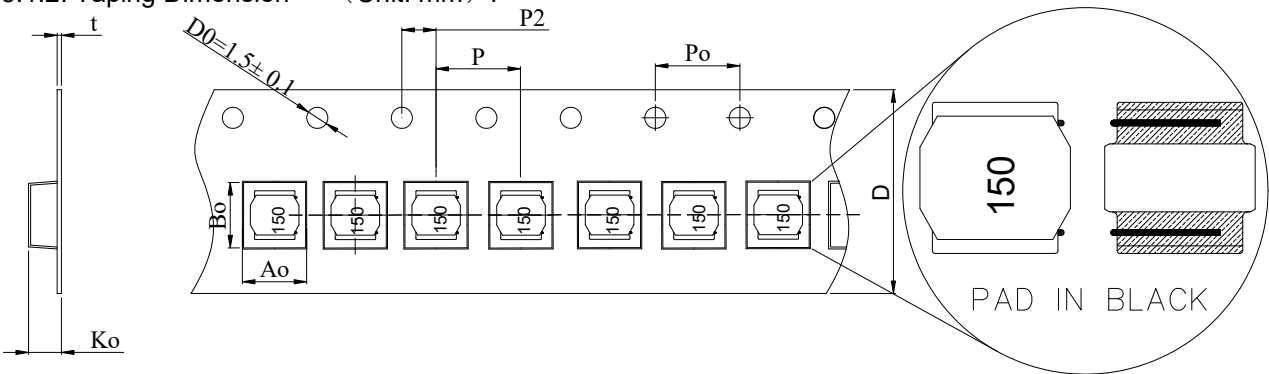 Taping Dimension （Unit: mm）:
t
D0=1.5± 0.1
P2
P
Po
Bo
Ao
D
Ko
150 150 150 150 150 150 150
150
PAD IN BLACK